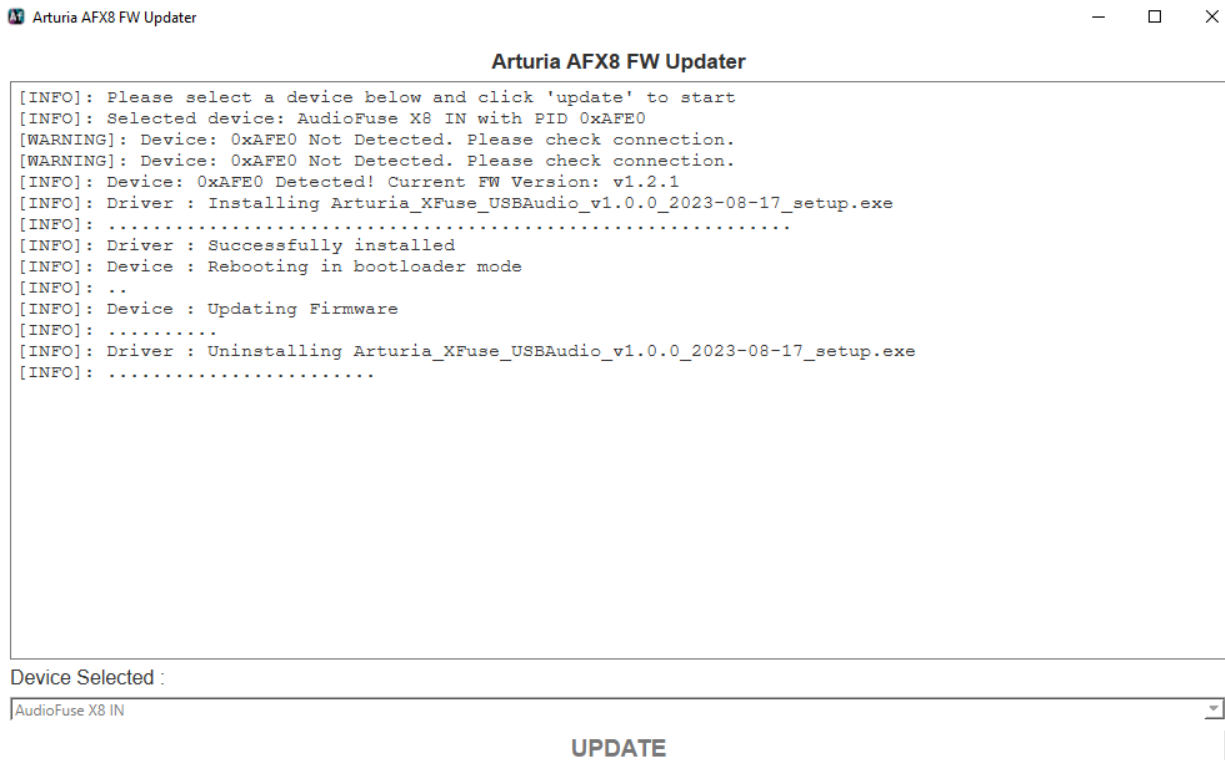 Arturia AFX8 FW Updater
Arturia AFX8 FW Updater
[INFO]: Please select a device below and click 'update' to start
[INFO]: Selected device: AudioFuse X8 IN with PID 0xAFE0
[WARNING]: Device: 0xAFE0 Not Detected. Please check connection.
[WARNING]: Device: 0xAFE0 Not Detected. Please check connection.
[INFO]: Device: 0xAFE0 Detected! Current FW Version: v1.2.1
[INFO]: Driver : Installing Arturia_XFuse_USBAudio_v1.0.0_2023-08-17_setup.exe
[INFO]: .............................................................
[INFO]: Driver : Successfully installed
[INFO]: Device : Rebooting in bootloader mode
[INFO]: ..
[INFO]: Device : Updating Firmware
[INFO]: ..........
[INFO]: Driver : Uninstalling Arturia_XFuse_USBAudio_v1.0.0_2023-08-17_setup.exe
[INFO]: ........................
Device Selected :
AudioFuse X8 IN
UPDATE